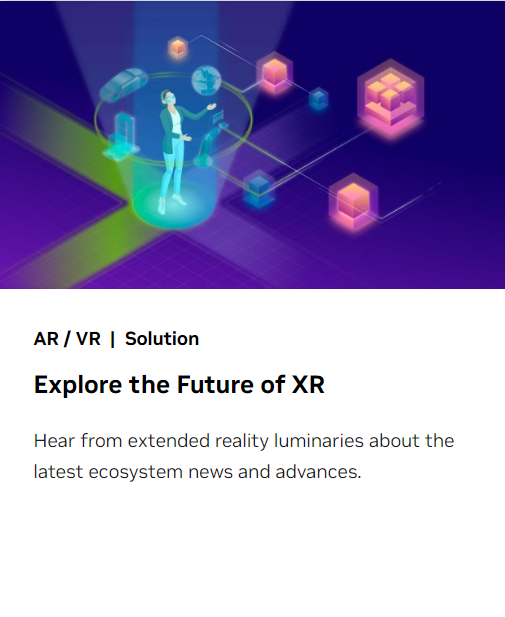 AR / VR | Solution
Explore the Future of XR
Hear from extended reality luminaries about the
latest ecosystem news and advances.